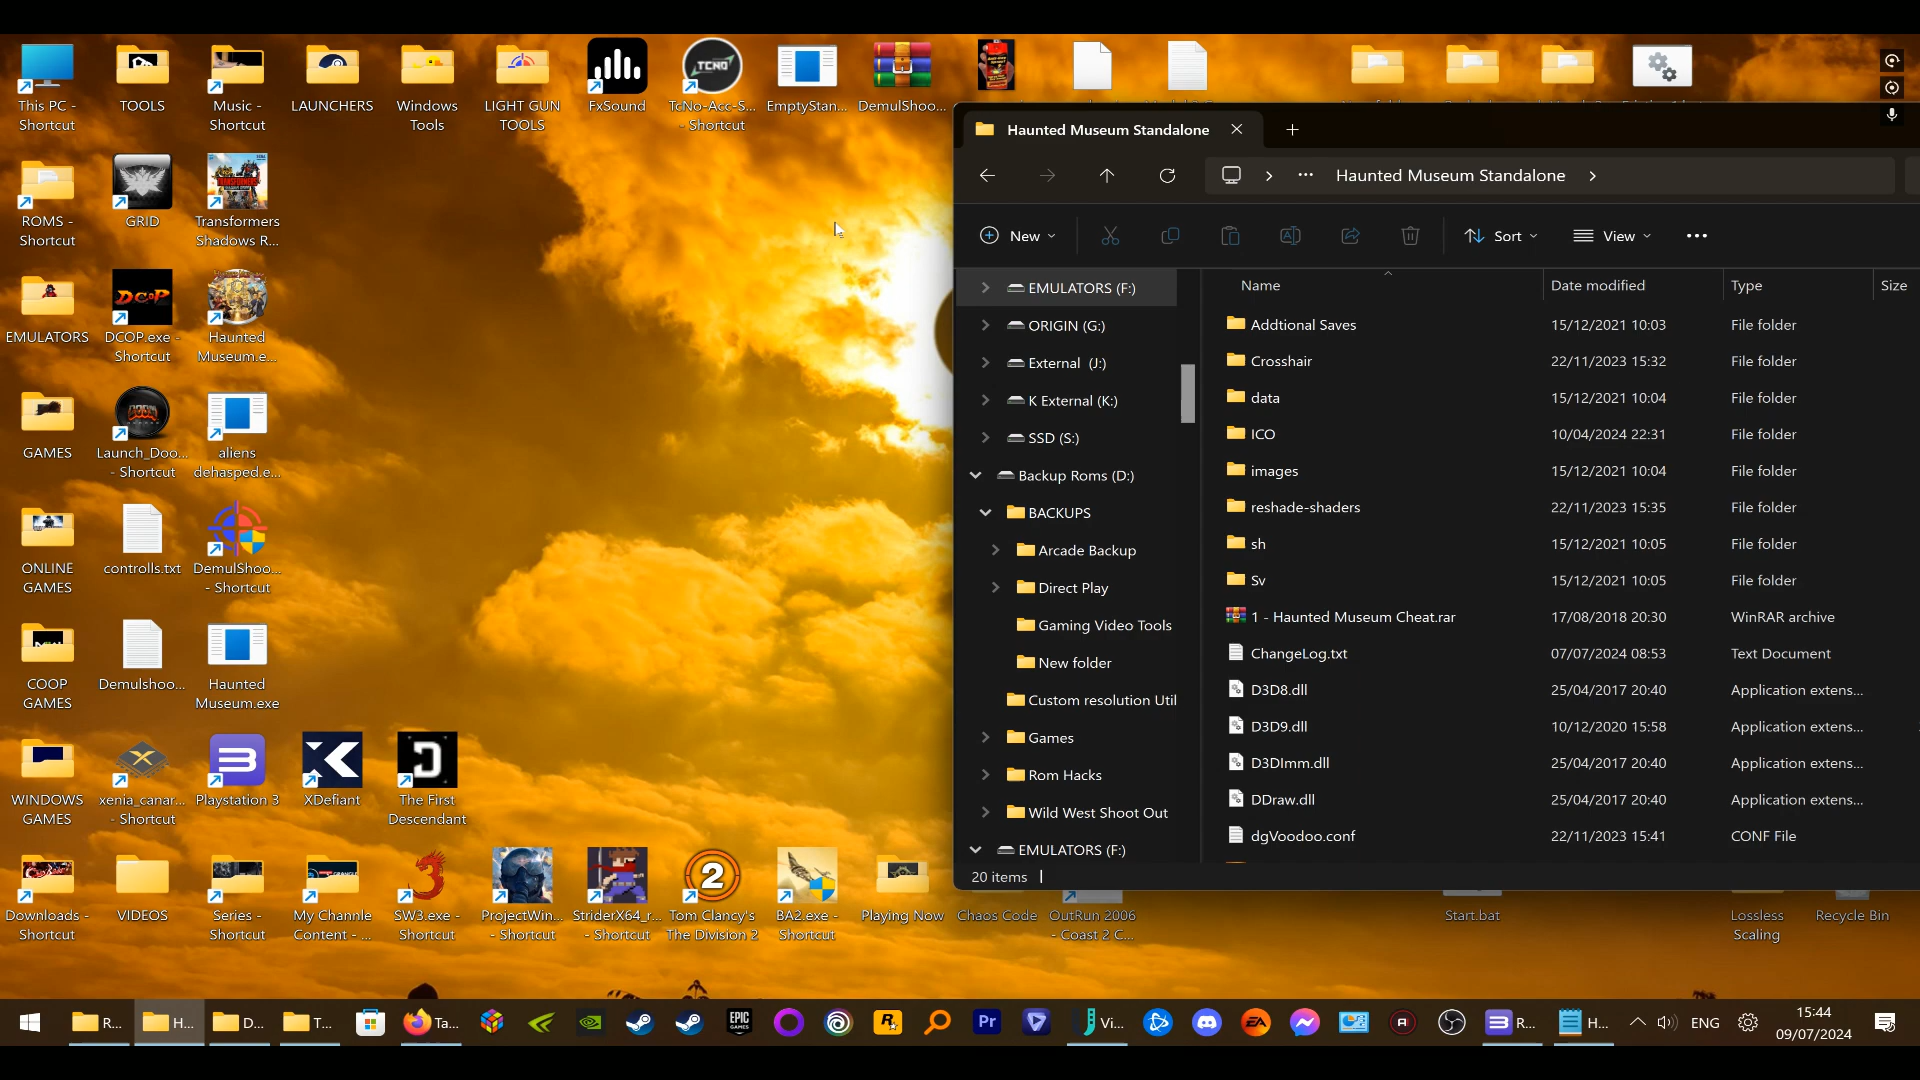 This PC -
Shortcut
TOOLS
Music -
Shortcut
LAUNCHERS
Windows
Tools
LIGHT GUN
TOOLS
FxSound
TCNO
TcNo-Acc-S...
- Shortcut
EmptyStan...
DemulShoo...
Haunted Museum Standalone
Haunted Museum Standalone
New
Sort
View
ROMS -
Shortcut
GRID
Transformers
Shadows R...
EMULATORS
DCOP
DCOP.exe -
Shortcut
Haunted
Museum.e...
GAMES
Launch_Doo...
- Shortcut
aliens
dehasped.e...
ONLINE
GAMES
controlls.txt
DemulShoo...
- Shortcut
COOP
GAMES
Demulshoo...
Haunted
Museum.exe
WINDOWS
GAMES
xenia_canar...
- Shortcut
Playstation 3
XDefiant
The First
Descendant
Downloads -
Shortcut
VIDEOS
Series -
Shortcut
My Channle
Content - ...
SW3.exe -
Shortcut
ProjectWin...
- Shortcut
StriderX64_r...
- Shortcut
2
Tom Clancy's
The Division 2
BA2.exe -
Shortcut
Playing Now
Chaos Code
OutRun 2006
- Coast 2 C...
Start.bat
Lossless
Scaling
Recycle Bin
EMULATORS (F:)
ORIGIN (G:)
External (J:)
K External (K:)
SSD (S:)
Backup Roms (D:)
BACKUPS
Arcade Backup
Direct Play
Gaming Video Tools
New folder
Custom resolution Util
Games
Rom Hacks
Wild West Shoot Out
EMULATORS (F:)
Name Date modified Type Size
Addtional Saves 15/12/2021 10:03 File folder
Crosshair 22/11/2023 15:32 File folder
data 15/12/2021 10:04 File folder
ICO 10/04/2024 22:31 File folder
images 15/12/2021 10:04 File folder
reshade-shaders 22/11/2023 15:35 File folder
sh 15/12/2021 10:05 File folder
Sv 15/12/2021 10:05 File folder
1 - Haunted Museum Cheat.rar 17/08/2018 20:30 WinRAR archive
ChangeLog.txt 07/07/2024 08:53 Text Document
D3D8.dll 25/04/2017 20:40 Application extens...
D3D9.dll 10/12/2020 15:58 Application extens...
D3DImm.dll 25/04/2017 20:40 Application extens...
DDraw.dll 25/04/2017 20:40 Application extens...
dgVoodoo.conf 22/11/2023 15:41 CONF File
20 items
R...
H...
D...
T...
Ta...
EPIC
GAMES
Pr
Vi...
EA
R...
H...
ENG
15:44
09/07/2024